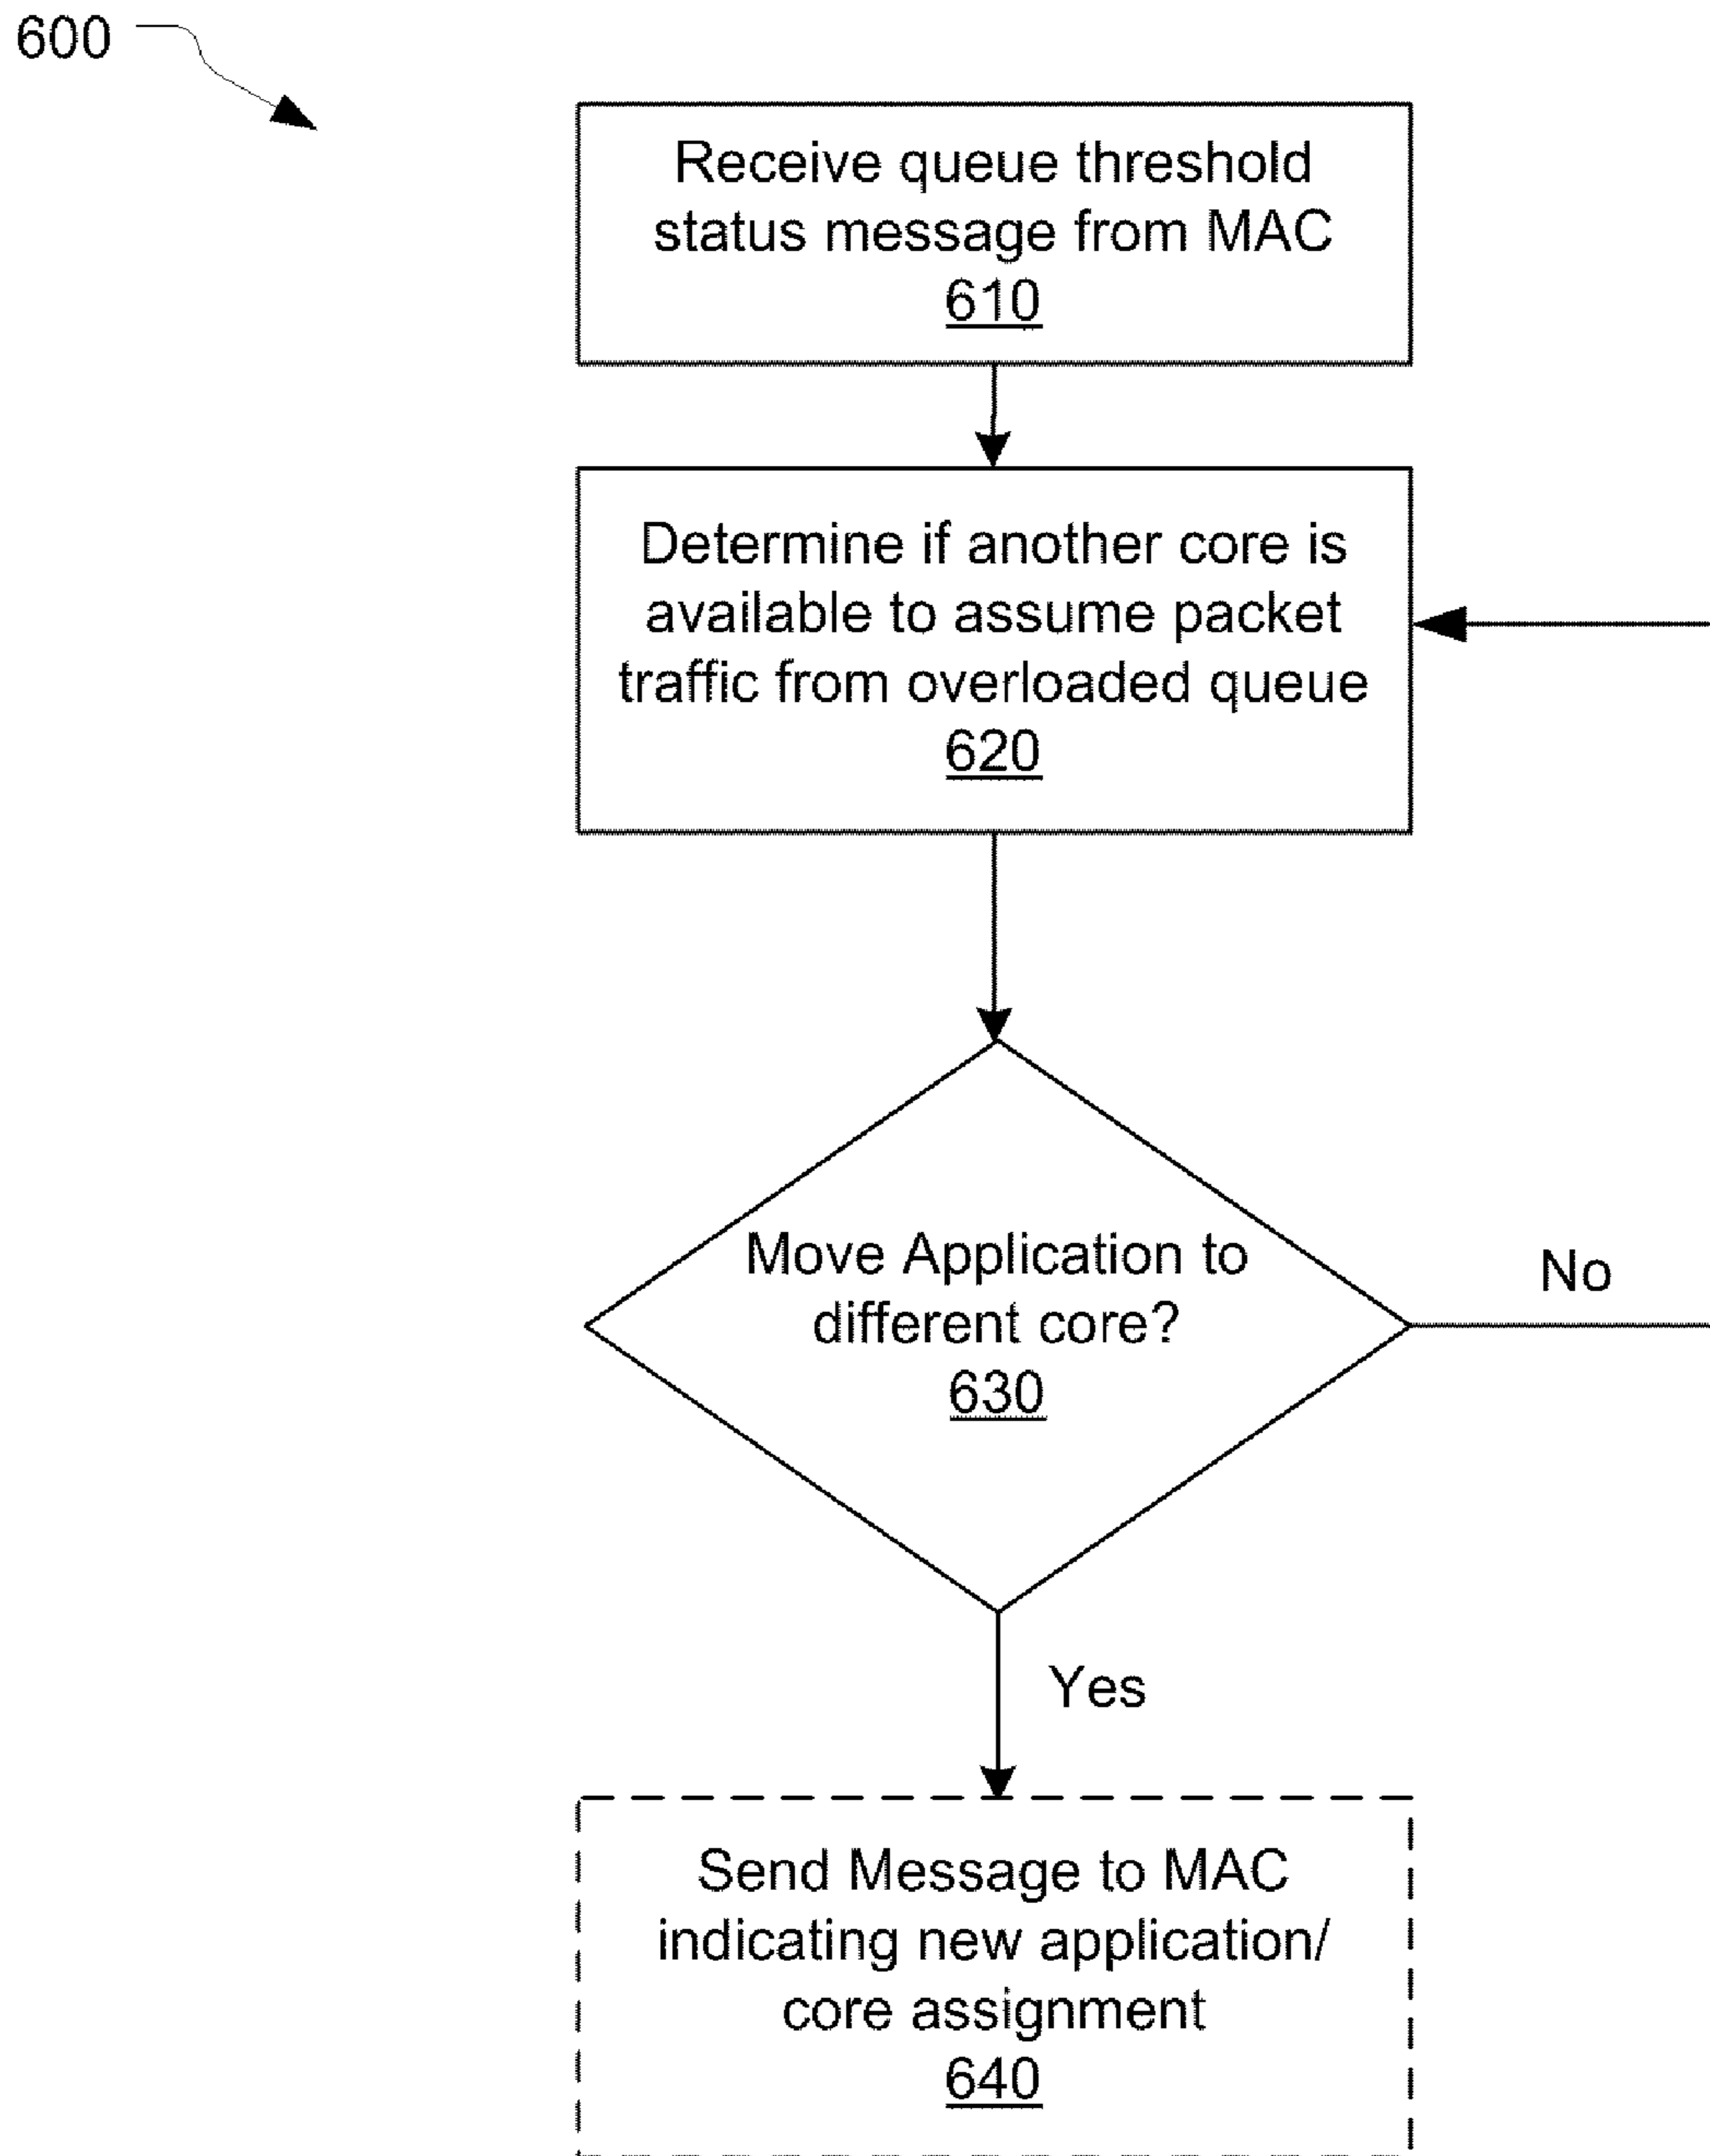 600
Receive queue threshold
status message from MAC
610
Determine if another core is
available to assume packet
traffic from overloaded queue
620
Move Application to
different core?
630
No
Yes
Send Message to MAC
indicating new application/
core assignment
640